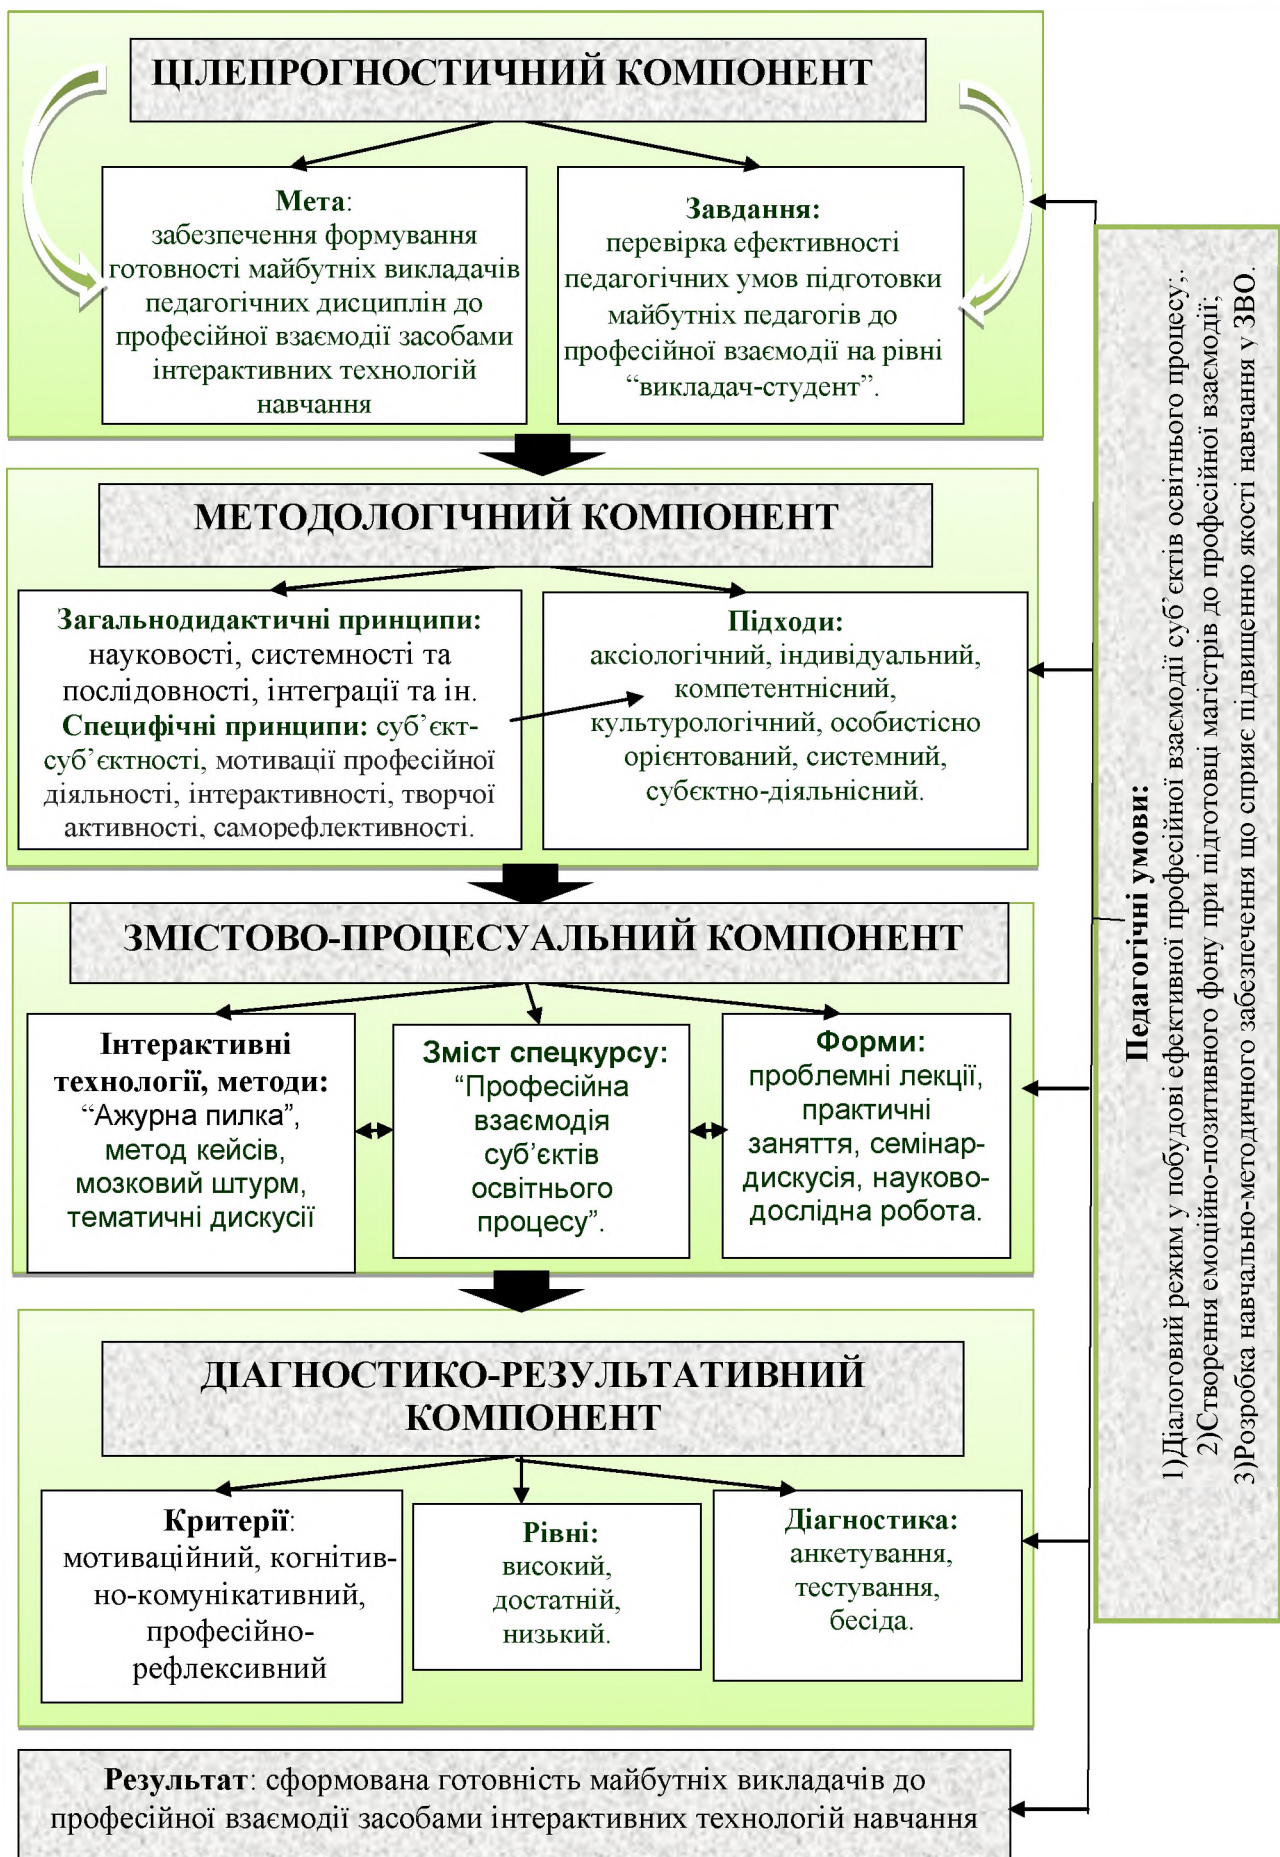 ЦІЛЕПРОГНОСТИЧНИЙ КОМПОНЕНТ
Мета:
забезпечення формування
готовності майбутніх викладачів
педагогічних дисциплін до
професійної взаємодії засобами
інтерактивних технологій
навчання
Завдання:
перевірка ефективності
педагогічних умов підготовки
майбутніх педагогів до
професійної взаємодії на рівні
“викладач-студент”.
МЕТОДОЛОГІЧНИЙ КОМПОНЕНТ
Загальнодидактичні принципи:
науковості, системності та
послідовності, інтеграції та ін.
Специфічні принципи: суб’єкт-
суб’єктності, мотивації професійної
діяльності, інтерактивності, творчої
активності, саморефлективності.
Підходи:
аксіологічний, індивідуальний,
компетентнісний,
культурологічний, особистісно
орієнтований, системний,
субєктно-діяльнісний.
ЗМІСТОВО-ПРОЦЕСУАЛЬНИЙ КОМПОНЕНТ
Інтерактивні
технології, методи:
“Ажурна пилка”,
метод кейсів,
мозковий штурм,
тематичні дискусії
Зміст спецкурсу:
“Професійна
взаємодія
суб’єктів
освітнього
процесу”.
Форми:
проблемні лекції,
практичні
заняття, семінар-
дискусія, науково-
дослідна робота.
ДІАГНОСТИКО-РЕЗУЛЬТАТИВНИЙ
КОМПОНЕНТ
Критерії:
мотиваційний, когнітив-
но-комунікативний,
професійно-
рефлексивний
Рівні:
високий,
достатній,
низький.
Діагностика:
анкетування,
тестування,
бесіда.
Результат: сформована готовність майбутніх викладачів до
професійної взаємодії засобами інтерактивних технологій навчання
Педагогічні умови:
1)Діалоговий режим у побудові ефективної професійної взаємодії суб’єктів освітнього процесу;.
2)Створення емоційно-позитивного фону при підготовці магістрів до професійної взаємодії;
3)Розробка навчально-методичного забезпечення що сприяє підвищенню якості навчання у ЗВО.